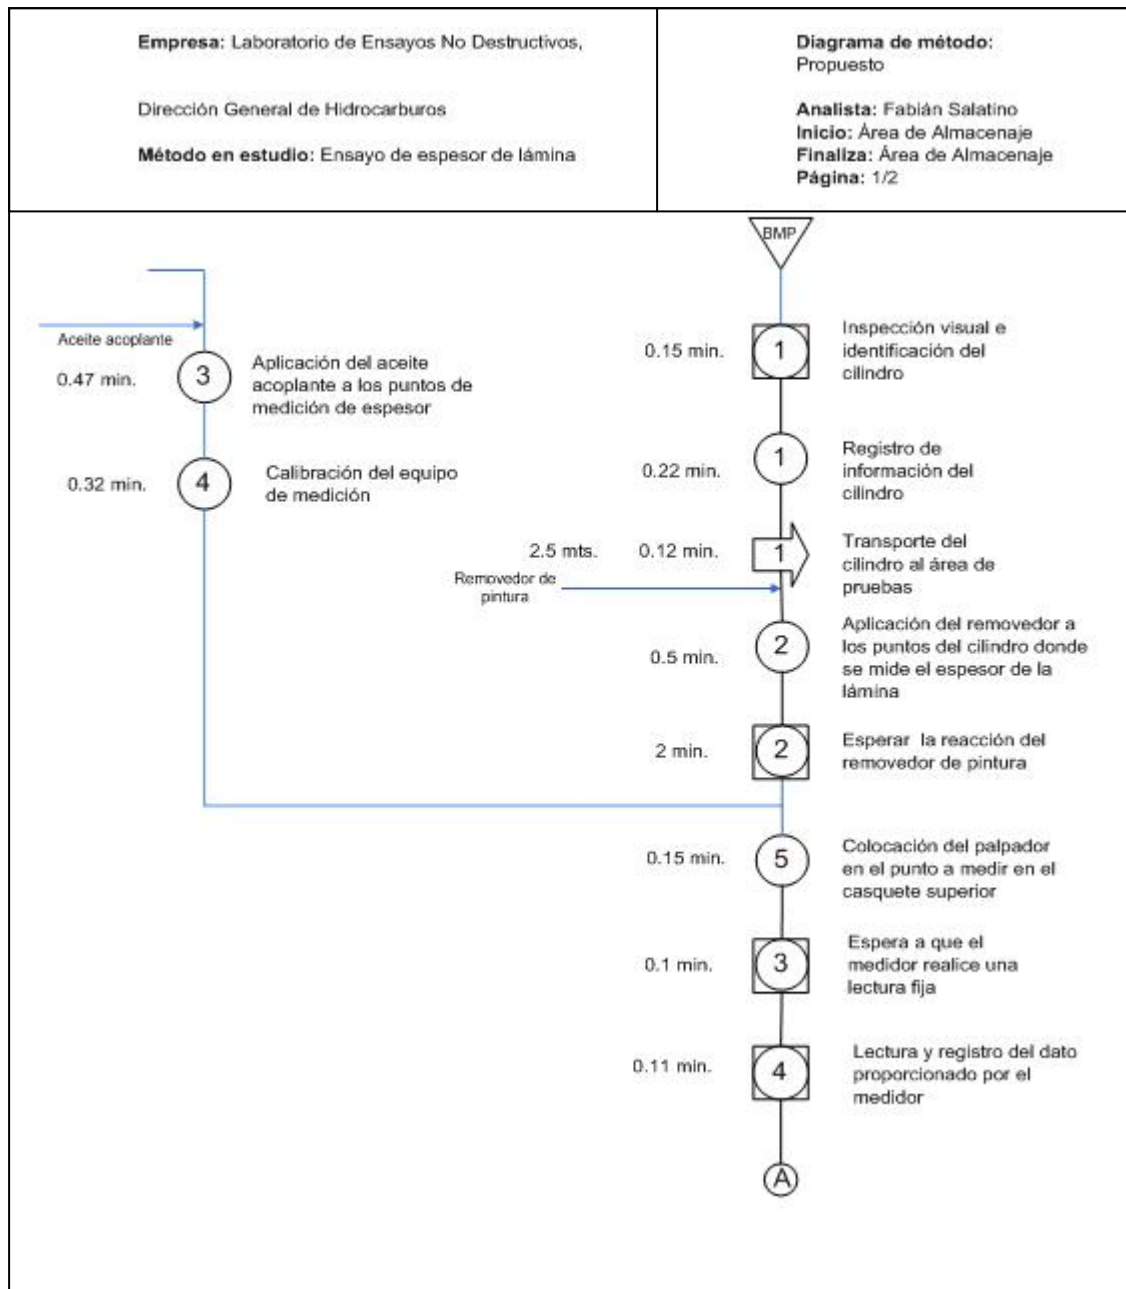 Empresa: Laboratorio de Ensayos No Destructivos,
Dirección General de Hidrocarburos
Método en estudio: Ensayo de espesor de lámina
Diagrama de método:
Propuesto
Analista: Fabián Salatino
Inicio: Área de Almacenaje
Finaliza: Área de Almacenaje
Página: 1/2
BMP
0.15 min.
1
Inspección visual e
identificación del
cilindro
Aceite acoplante
0.47 min.
3
Aplicación del aceite
acoplante a los puntos de
medición de espesor
0.22 min.
1
Registro de
información del
cilindro
0.32 min.
4
Calibración del equipo
de medición
2.5 mts.
0.12 min.
1
Transporte del
cilindro al área de
pruebas
Removedor de
pintura
0.5 min.
2
Aplicación del removedor a
los puntos del cilindro donde
se mide el espesor de la
lámina
2 min.
2
Esperar la reacción del
removedor de pintura
0.15 min.
5
Colocación del palpador
en el punto a medir en el
casquete superior
0.1 min.
3
Espera a que el
medidor realice una
lectura fija
0.11 min.
4
Lectura y registro del dato
proporcionado por el
medidor
A